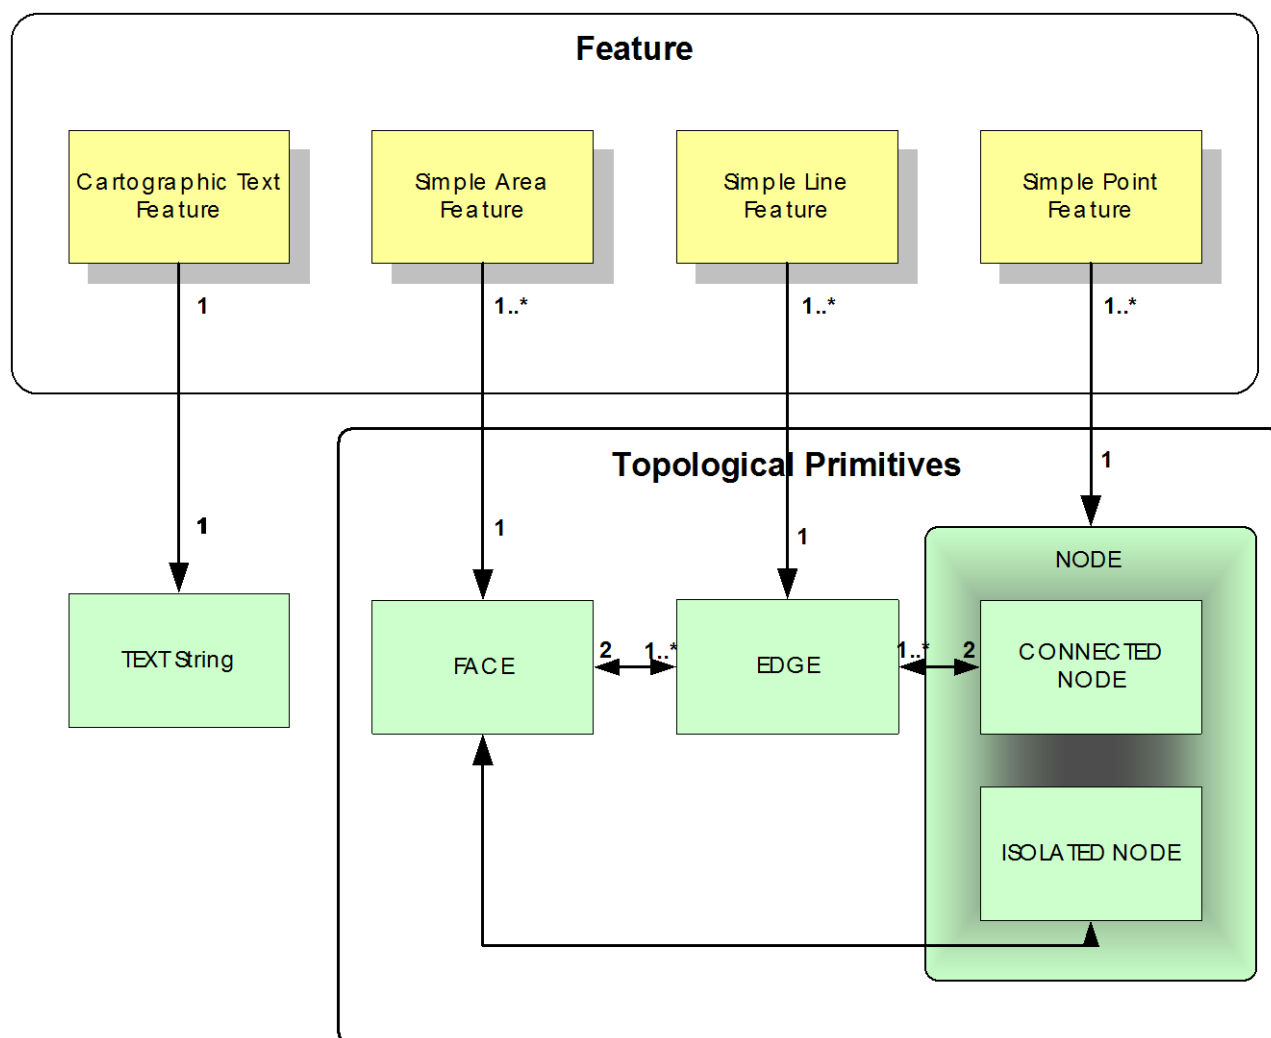 Feature
Cartographic Text
Feature
Simple Area
Feature
Simple Line
Feature
Simple Point
Feature
1
1..*
1..*
1..*
Topological Primitives
1
1
1
1
NODE
TEXT String
FACE
2
1..*
EDGE
1..*
2
CONNECTED
NODE
ISOLATED NODE